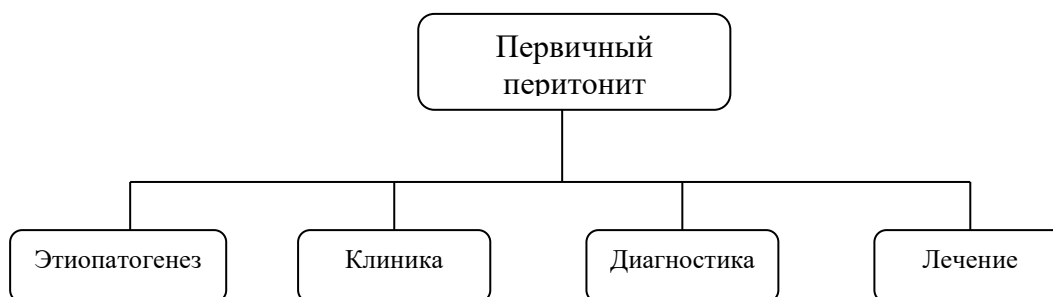 Первичный
перитонит
Этиопатогенез
Клиника
Диагностика
Лечение